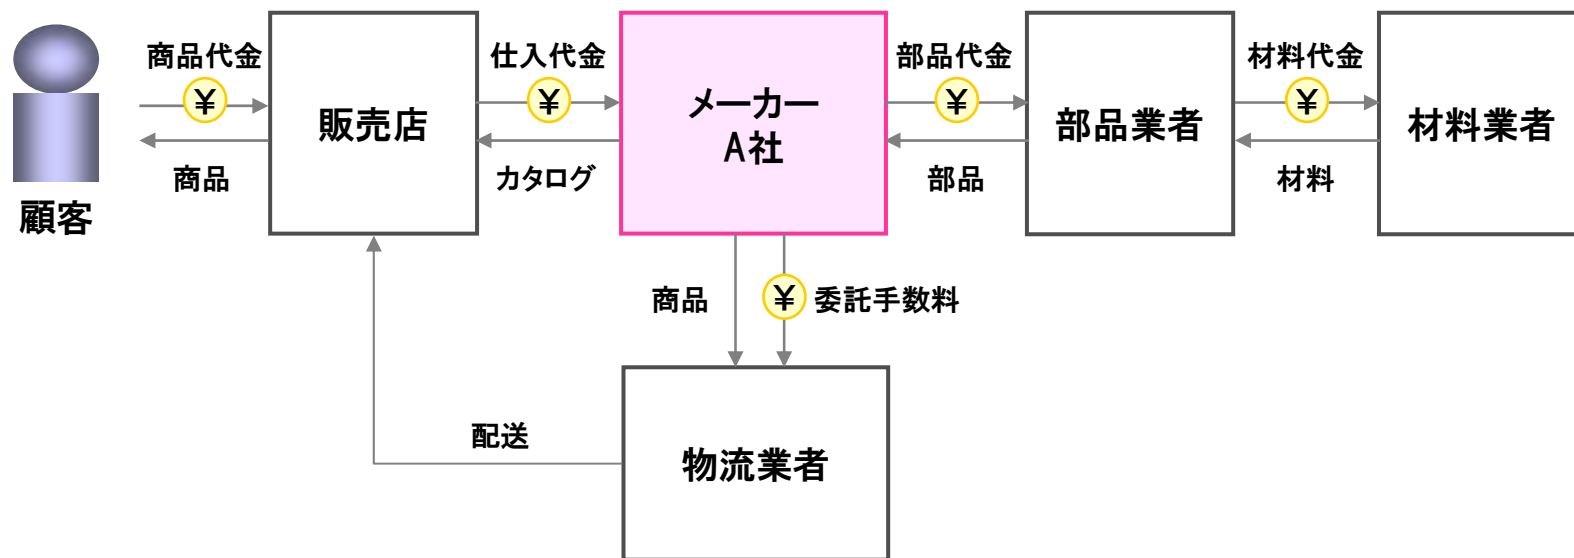 商品代金
仕入代金
部品代金
材料代金
¥
¥
¥
¥
販売店
メーカー
A社
部品業者
材料業者
商品
カタログ
部品
材料
顧客
商品
¥
委託手数料
配送
物流業者